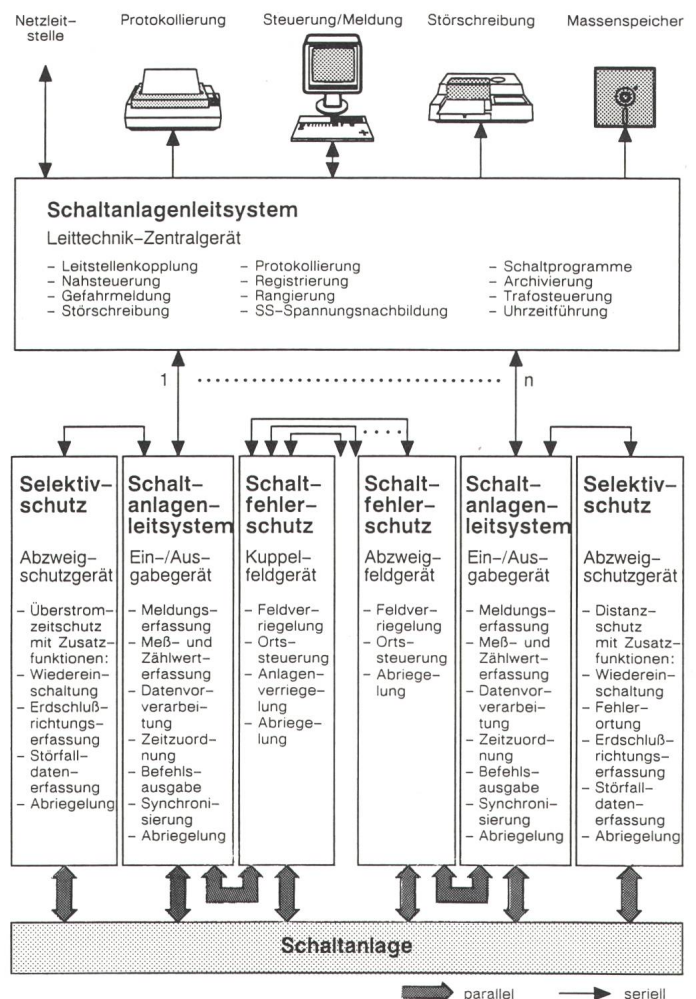 Netzleit-
stelle
Protokollierung
Steuerung/Meldung
Störschreibung
Massenspeicher
Schaltanlagenleitsystem
Leittechnik-Zentralgerät
- Leitstellenkopplung
- Nahsteuerung
- Gefahrmeldung
- Störschreibung
- Protokollierung
- Registrierung
- Rangierung
- SS-Spannungsnachbildung
- Schaltprogramme
- Archivierung
- Trafosteuerung
- Uhrzeitführung
1 n
Selektiv-
schutz
Abzweig-
schutzgerät
- Überstrom-
zeitschutz
mit Zusatz-
funktionen:
- Wiederein-
schaltung
- Erdschluß-
richtungs-
erfassung
- Störfall-
daten-
erfassung
- Abriegelung
Schalt-
anlagen-
leitsystem
Ein-/Aus-
gabegerät
- Meldungs-
erfassung
- Meß- und
Zählwert-
erfassung
- Datenvor-
verarbei-
tung
- Zeitzuord-
nung
- Befehls-
ausgabe
- Synchroni-
sierung
- Abriegelung
Schalt-
fehler-
schutz
Kuppel-
feldgerät
- Feldver-
riegelung
- Orts-
steuerung
- Anlagen-
verriege-
lung
- Abriege-
lung
Schalt-
fehler-
schutz
Abzweig-
feldgerät
- Feldver-
riegelung
- Orts-
steuerung
- Abriege-
lung
Schalt-
anlagen-
leitsystem
Ein-/Aus-
gabegerät
- Meldungs-
erfassung
- Meß- und
Zählwert-
erfassung
- Datenvor-
verarbei-
tung
- Zeitzuord-
nung
- Befehls-
ausgabe
- Synchroni-
sierung
- Abriegelung
Selektiv-
schutz
Abzweig-
schutzgerät
- Distanz-
schutz
mit Zusatz-
funktionen:
- Wiederein-
schaltung
- Fehler-
ortung
- Erdschluß-
richtungs-
erfassung
- Störfall-
daten-
erfassung
- Abriegelung
Schaltanlage
parallel
seriell